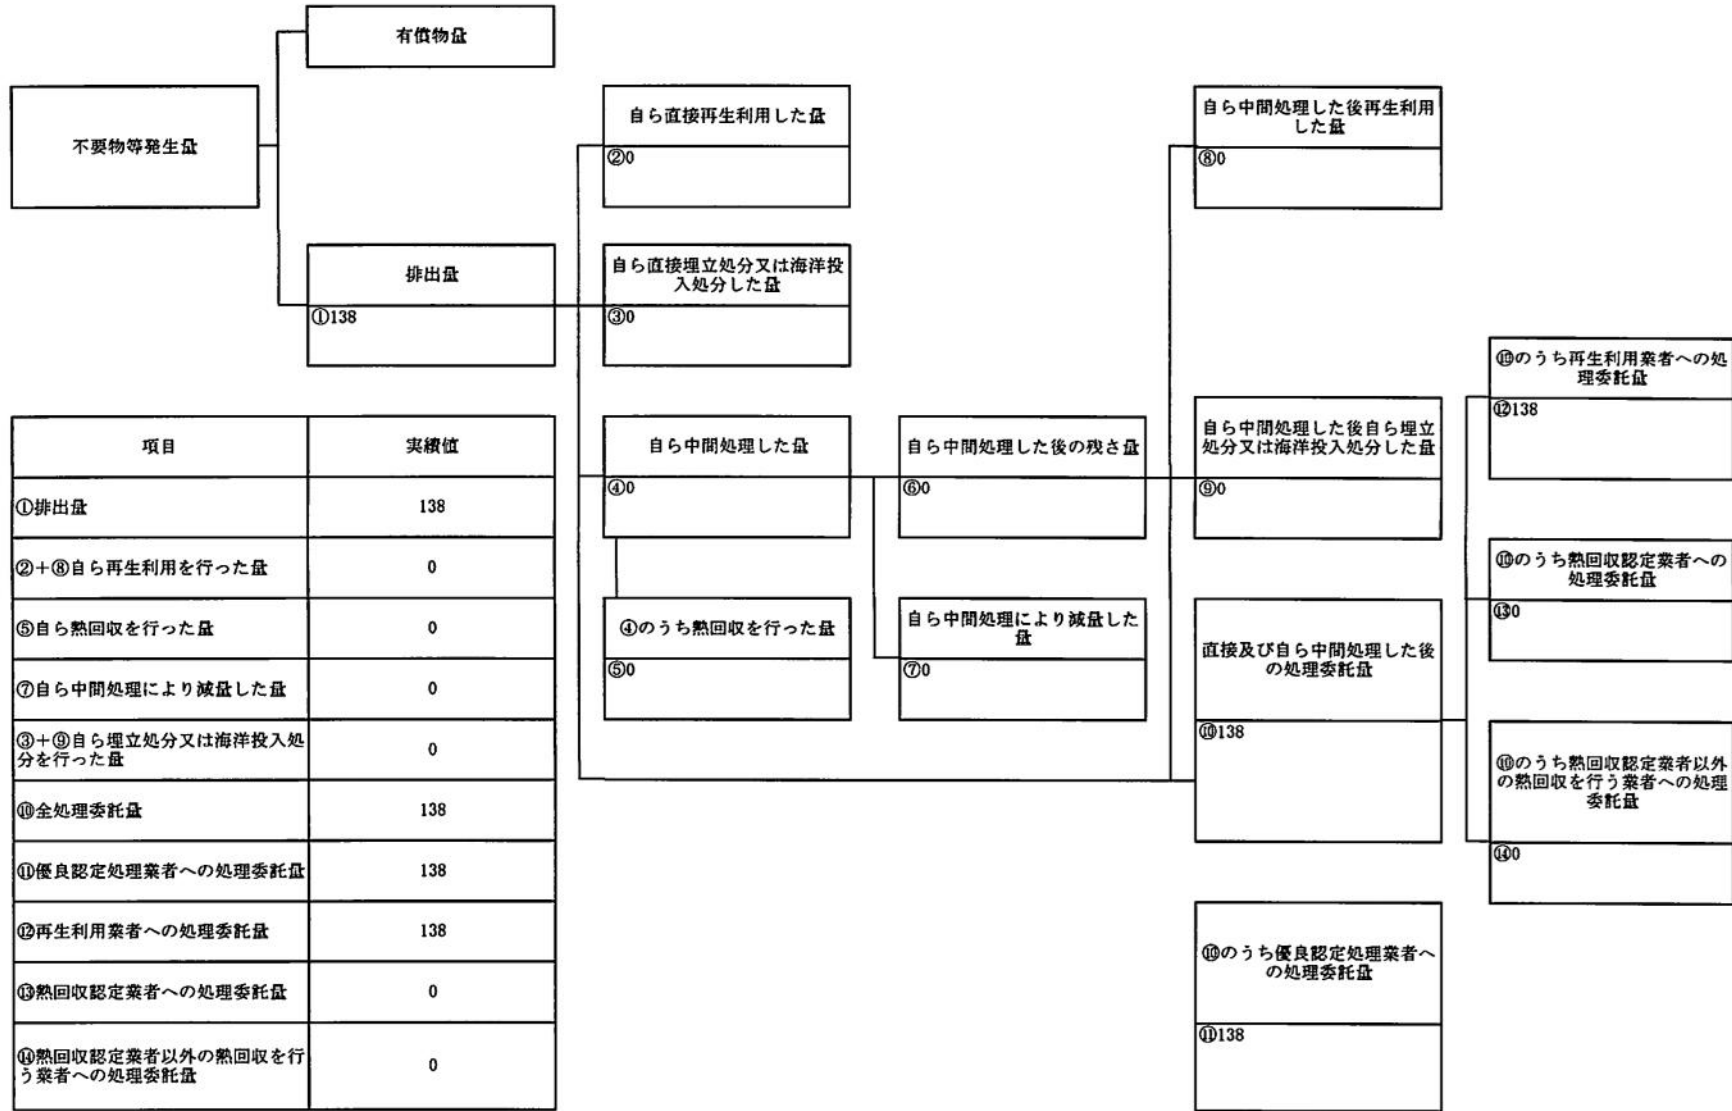 有償物量
不要物等発生量
排出量
①138
自ら直接再生利用した量
②0
自ら直接埋立処分又は海洋投
入処分した量
③0
自ら中間処理した量
④0
④のうち熱回収を行った量
⑤0
自ら中間処理した後の残さ量
⑥0
自ら中間処理により減量した
量
⑦0
自ら中間処理した後再生利用
した量
⑧0
自ら中間処理した後自ら埋立
処分又は海洋投入処分した量
⑨0
直接及び自ら中間処理した後
の処理委託量
⑩138
⑩のうち優良認定処理業者へ
の処理委託量
⑪138
⑩のうち再生利用業者への処
理委託量
⑫138
⑩のうち熱回収認定業者への
処理委託量
⑬0
⑩のうち熱回収認定業者以外
の熱回収を行う業者への処理
委託量
⑭0
項目 実績値
①排出量 138
②+⑧自ら再生利用を行った量 0
⑤自ら熱回収を行った量 0
⑦自ら中間処理により減量した量 0
③+⑨自ら埋立処分又は海洋投入処
分を行った量 0
⑩全処理委託量 138
⑪優良認定処理業者への処理委託量 138
⑫再生利用業者への処理委託量 138
⑬熱回収認定業者への処理委託量 0
⑭熱回収認定業者以外の熱回収を行
う業者への処理委託量 0